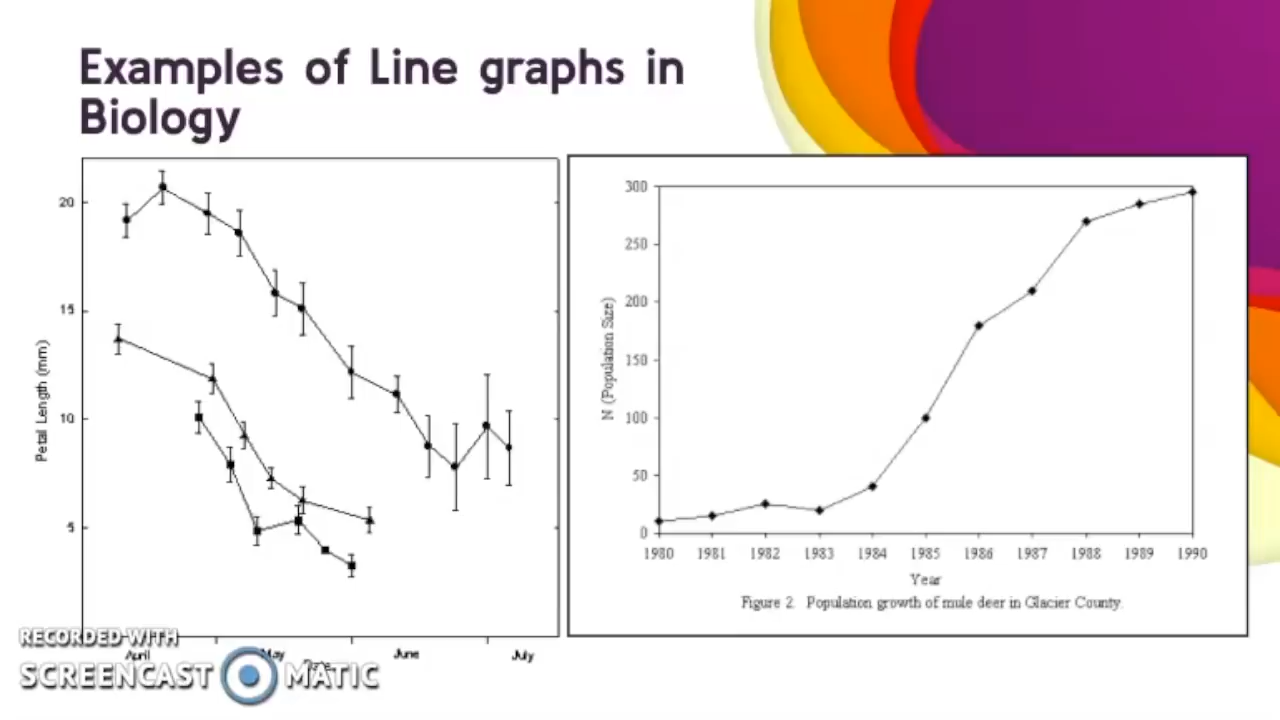 Examples of Line graphs in
Biology
20
15
10
5
Petal Length (mm)
April
May
June
July
Date
300
250
200
150
100
50
0
N (Population Size)
1980 1981 1982 1983 1984 1985 1986 1987 1988 1989 1990
Year
Figure 2. Population growth of mule deer in Glacier County.
RECORDED WITH
SCREENCAST MATIC